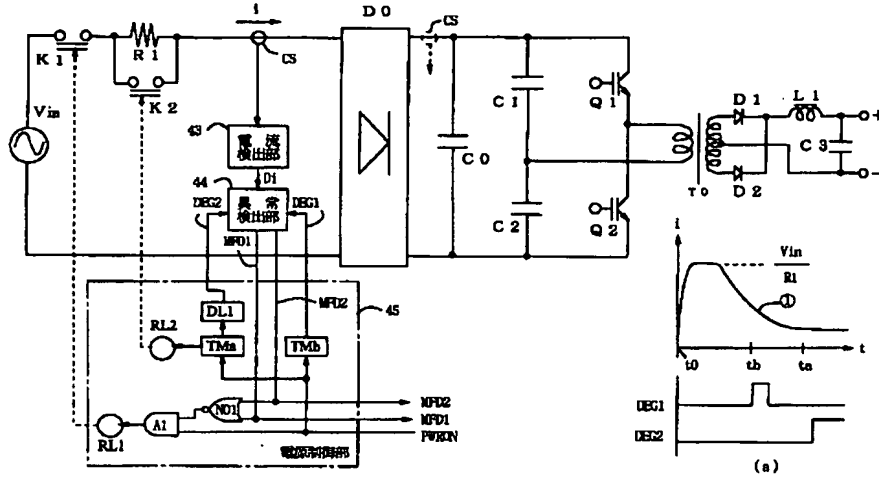 i
D0
CS
K1
R1
CS
K2
Vin
43
電流
検出部
Di
44
異常
検出部
DEG2
DEG1
MFD1
MFD2
45
C0
C1
C2
Q1
Q2
T0
D1
D2
L1
C3
+
−
DL1
RL2
TMa
TMb
NO1
A1
RL1
MFD2
MFD1
PWRON
電源制御部
i
Vin
R1
①
t
t0
tb
ta
DEG1
DEG2
(a)